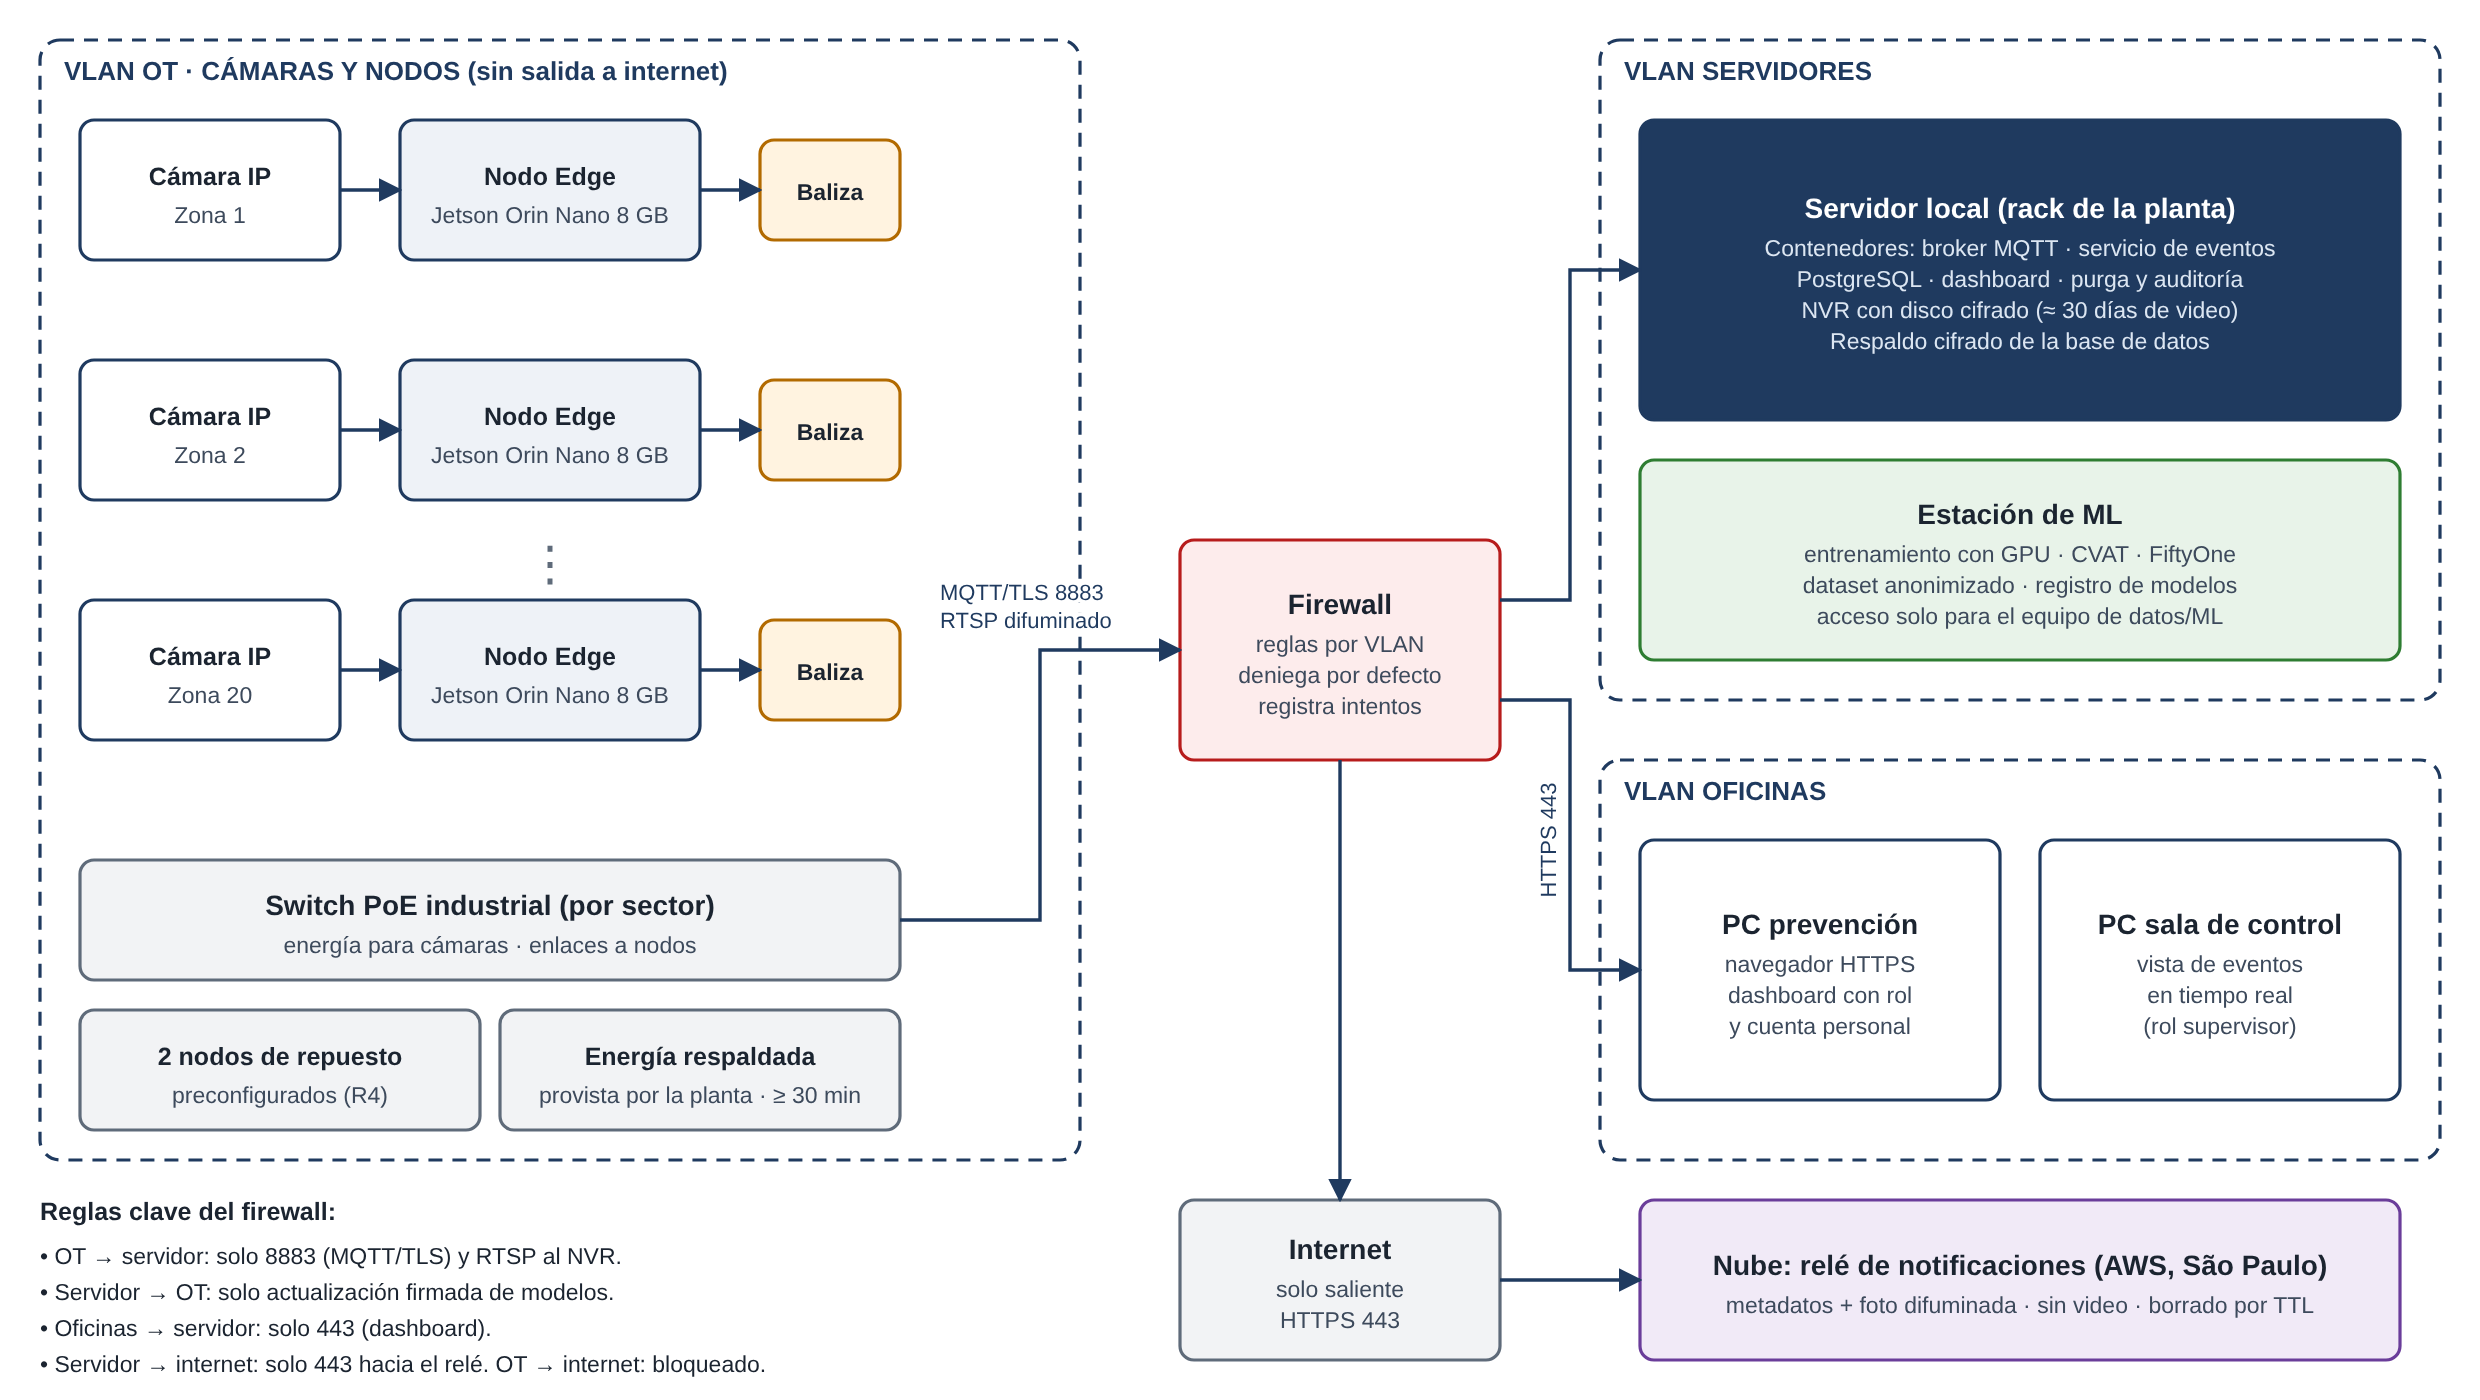 VLAN OT · CÁMARAS Y NODOS (sin salida a internet)
Cámara IP
Zona 1
Nodo Edge
Jetson Orin Nano 8 GB
Baliza
Cámara IP
Zona 2
Nodo Edge
Jetson Orin Nano 8 GB
Baliza
⋮
Cámara IP
Zona 20
Nodo Edge
Jetson Orin Nano 8 GB
Baliza
MQTT/TLS 8883
RTSP difuminado
Switch PoE industrial (por sector)
energía para cámaras · enlaces a nodos
2 nodos de repuesto
preconfigurados (R4)
Energía respaldada
provista por la planta · ≥ 30 min
Firewall
reglas por VLAN
deniega por defecto
registra intentos
VLAN SERVIDORES
Servidor local (rack de la planta)
Contenedores: broker MQTT · servicio de eventos
PostgreSQL · dashboard · purga y auditoría
NVR con disco cifrado (≈ 30 días de video)
Respaldo cifrado de la base de datos
Estación de ML
entrenamiento con GPU · CVAT · FiftyOne
dataset anonimizado · registro de modelos
acceso solo para el equipo de datos/ML
HTTPS 443
VLAN OFICINAS
PC prevención
navegador HTTPS
dashboard con rol
y cuenta personal
PC sala de control
vista de eventos
en tiempo real
(rol supervisor)
Internet
solo saliente
HTTPS 443
Nube: relé de notificaciones (AWS, São Paulo)
metadatos + foto difuminada · sin video · borrado por TTL
Reglas clave del firewall:
• OT → servidor: solo 8883 (MQTT/TLS) y RTSP al NVR.
• Servidor → OT: solo actualización firmada de modelos.
• Oficinas → servidor: solo 443 (dashboard).
• Servidor → internet: solo 443 hacia el relé. OT → internet: bloqueado.